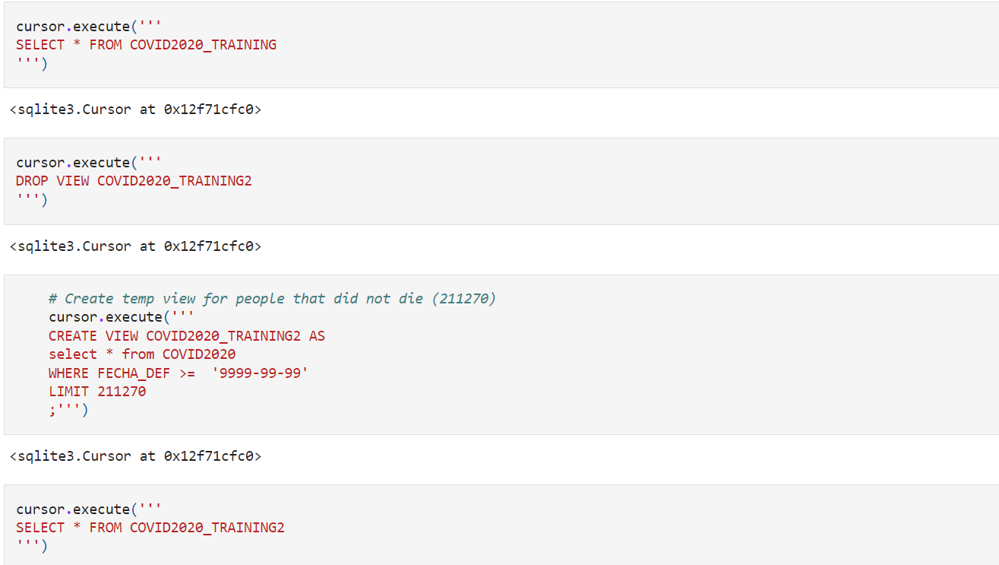 cursor.execute('''
SELECT * FROM COVID2020_TRAINING
''')
<sqlite3.Cursor at 0x12f71cfc0>
cursor.execute('''
DROP VIEW COVID2020_TRAINING2
''')
<sqlite3.Cursor at 0x12f71cfc0>
# Create temp view for people that did not die (211270)
cursor.execute('''
CREATE VIEW COVID2020_TRAINING2 AS
select * from COVID2020
WHERE FECHA_DEF >=  '9999-99-99'
LIMIT 211270
;''')
<sqlite3.Cursor at 0x12f71cfc0>
cursor.execute('''
SELECT * FROM COVID2020_TRAINING2
''')